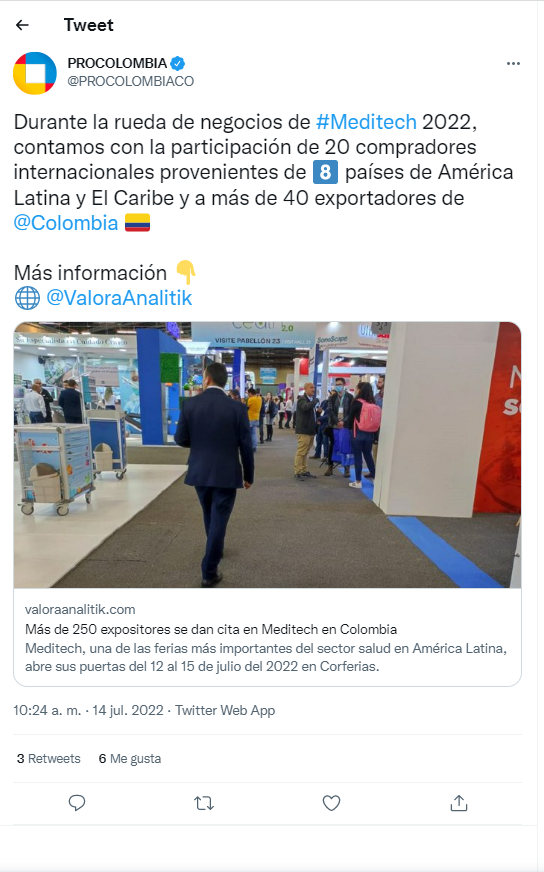 Tweet
PROCOLOMBIA
@PROCOLOMBIACO
Durante la rueda de negocios de #Meditech 2022,
contamos con la participación de 20 compradores
internacionales provenientes de 8 países de América
Latina y El Caribe y a más de 40 exportadores de
@Colombia
Más información
@ValoraAnalitik
2.0
VISITE PABELLÓN 23
SonoScape
valoraanalitik.com
Más de 250 expositores se dan cita en Meditech en Colombia
Meditech, una de las ferias más importantes del sector salud en América Latina,
abre sus puertas del 12 al 15 de julio del 2022 en Corferias.
10:24 a. m. · 14 jul. 2022 · Twitter Web App
3 Retweets 6 Me gusta